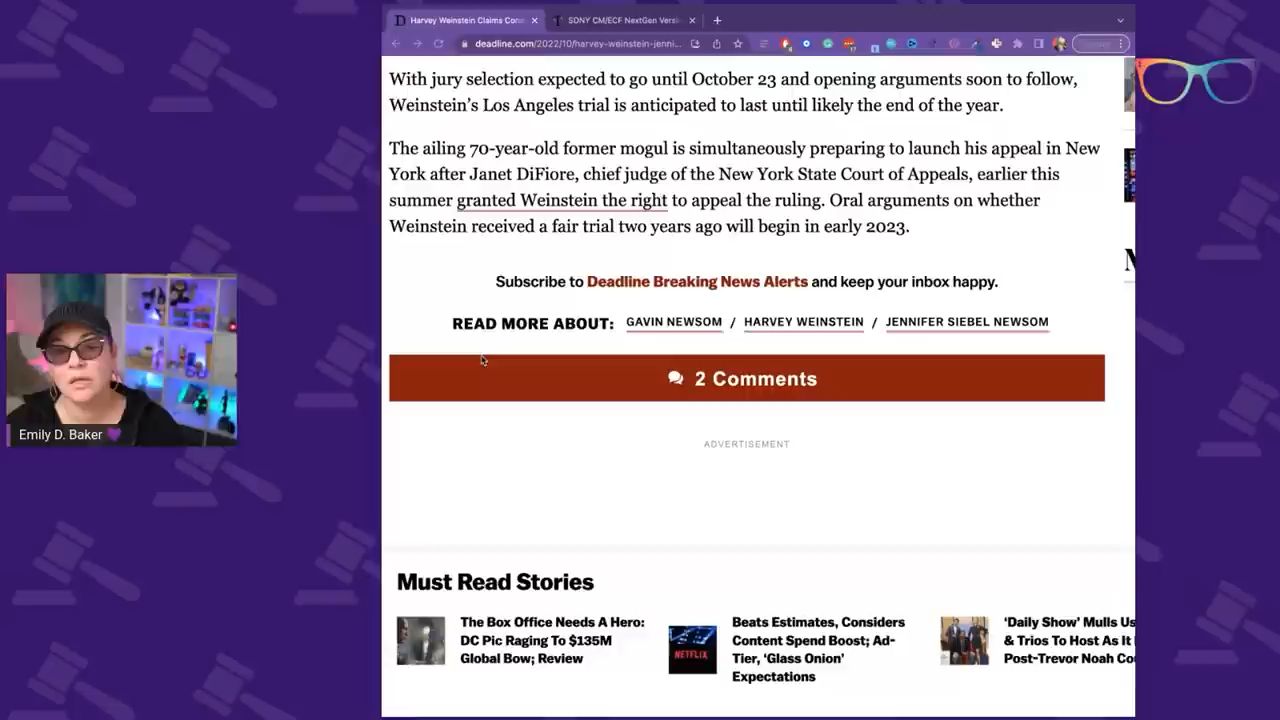 Harvey Weinstein Claims Con
SDNY CM/ECF NextGen Versi
deadline.com/2022/10/harvey-weinstein-jenni...
With jury selection expected to go until October 23 and opening arguments soon to follow,
Weinstein's Los Angeles trial is anticipated to last until likely the end of the year.
The ailing 70-year-old former mogul is simultaneously preparing to launch his appeal in New
York after Janet DiFiore, chief judge of the New York State Court of Appeals, earlier this
summer granted Weinstein the right to appeal the ruling. Oral arguments on whether
Weinstein received a fair trial two years ago will begin in early 2023.
Subscribe to Deadline Breaking News Alerts and keep your inbox happy.
READ MORE ABOUT: GAVIN NEWSOM / HARVEY WEINSTEIN / JENNIFER SIEBEL NEWSOM
2 Comments
Emily D. Baker
ADVERTISEMENT
Must Read Stories
The Box Office Needs A Hero:
DC Pic Raging To $135M
Global Bow; Review
NETFLIX
Beats Estimates, Considers
Content Spend Boost; Ad-
Tier, 'Glass Onion'
Expectations
'Daily Show' Mulls Us
& Trios To Host As It
Post-Trevor Noah Co